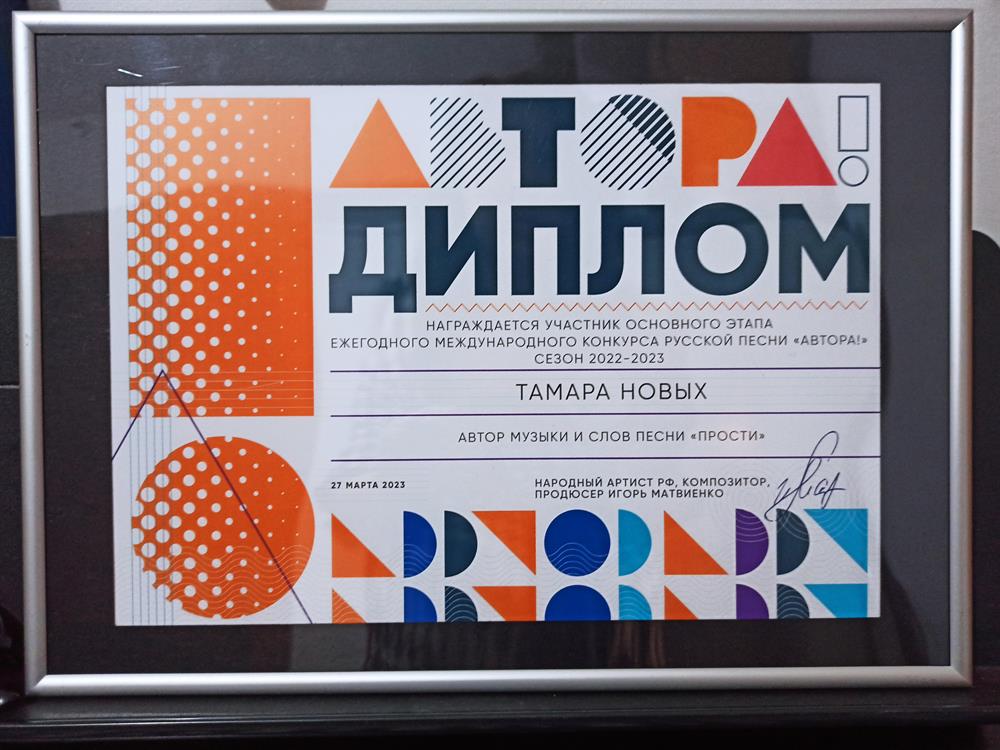 АВТОРА!
ДИПЛОМ
НАГРАЖДАЕТСЯ УЧАСТНИК ОСНОВНОГО ЭТАПА
ЕЖЕГОДНОГО МЕЖДУНАРОДНОГО КОНКУРСА РУССКОЙ ПЕСНИ «АВТОРА!»
СЕЗОН 2022-2023
ТАМАРА НОВЫХ
АВТОР МУЗЫКИ И СЛОВ ПЕСНИ «ПРОСТИ»
27 МАРТА 2023
НАРОДНЫЙ АРТИСТ РФ, КОМПОЗИТОР,
ПРОДЮСЕР ИГОРЬ МАТВИЕНКО